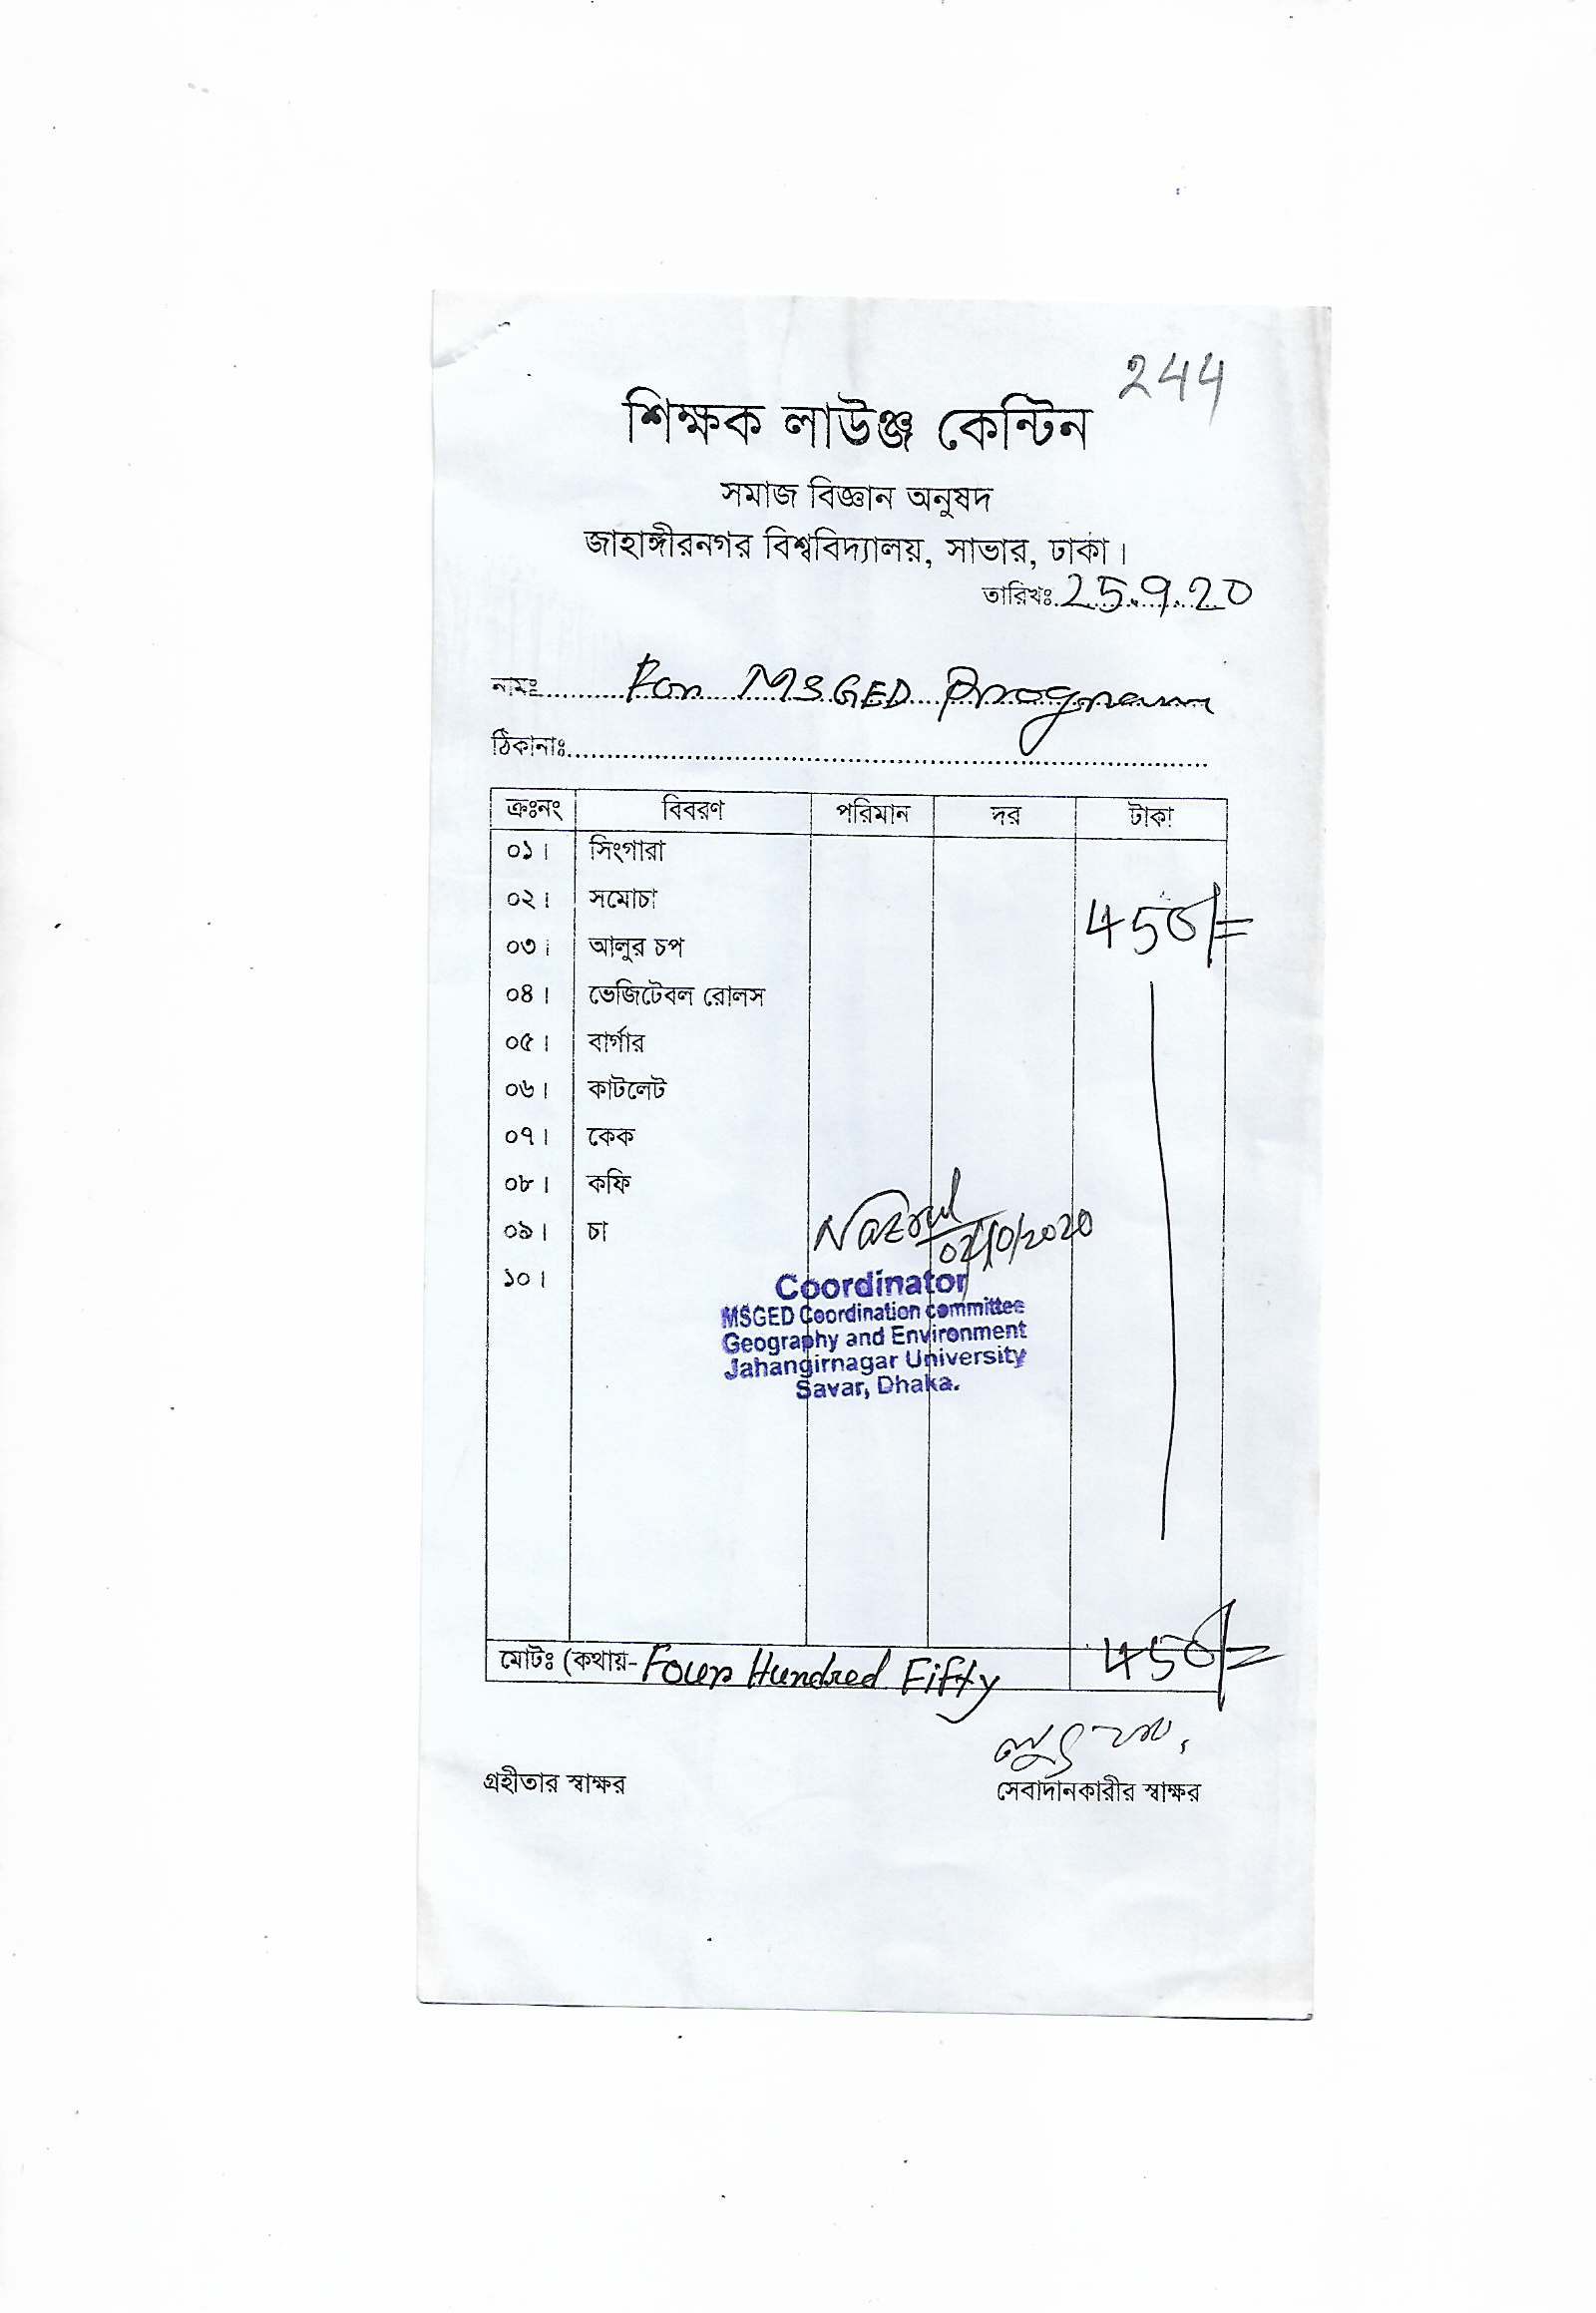 244
শিক্ষক লাউঞ্জ কেন্টিন
সমাজ বিজ্ঞান অনুষদ
জাহাঙ্গীরনগর বিশ্ববিদ্যালয়, সাভার, ঢাকা।
তারিখঃ 25.9.20
নামঃ For MSGED Program
ঠিকানাঃ
ক্রঃনং বিবরণ পরিমান দর টাকা
০১। সিংগারা
০২। সমোচা 450/=
০৩। আলুর চপ
০৪। ভেজিটেবল রোলস
০৫। বার্গার
০৬। কাটলেট
০৭। কেক
০৮। কফি
০৯। চা Nazrul
02/10/2020
১০।
Coordinator
MSGED Coordination committee
Geography and Environment
Jahangirnagar University
Savar, Dhaka.
মোটঃ (কথায়- Four Hundred Fifty 450/=
গ্রহীতার স্বাক্ষর সেবাদানকারীর স্বাক্ষর